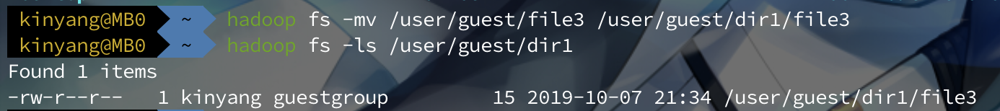 kinyang@MB0 ~ hadoop fs -mv /user/guest/file3 /user/guest/dir1/file3
kinyang@MB0 ~ hadoop fs -ls /user/guest/dir1
Found 1 items
-rw-r--r--   1 kinyang guestgroup         15 2019-10-07 21:34 /user/guest/dir1/file3